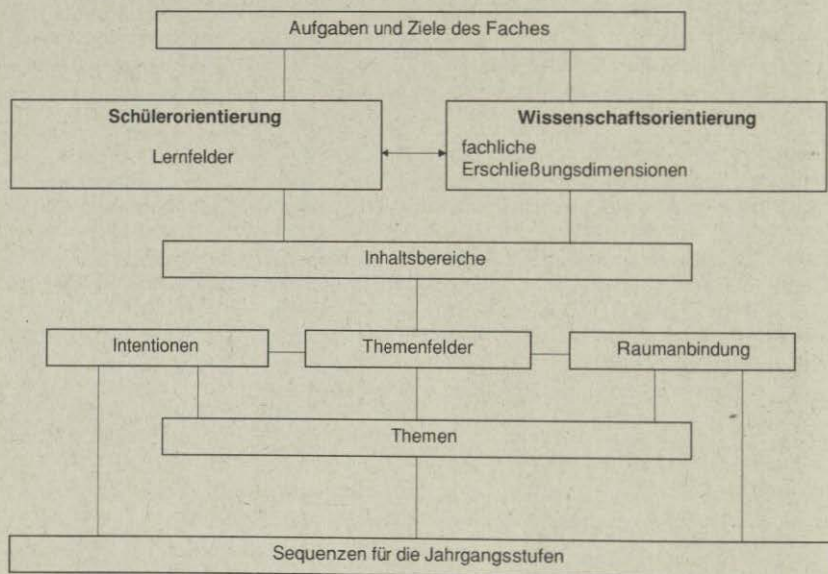 Aufgaben und Ziele des Faches
Schülerorientierung
Lernfelder
Wissenschaftsorientierung
fachliche
Erschließungsdimensionen
Inhaltsbereiche
Intentionen
Themenfelder
Raumanbindung
Themen
Sequenzen für die Jahrgangsstufen